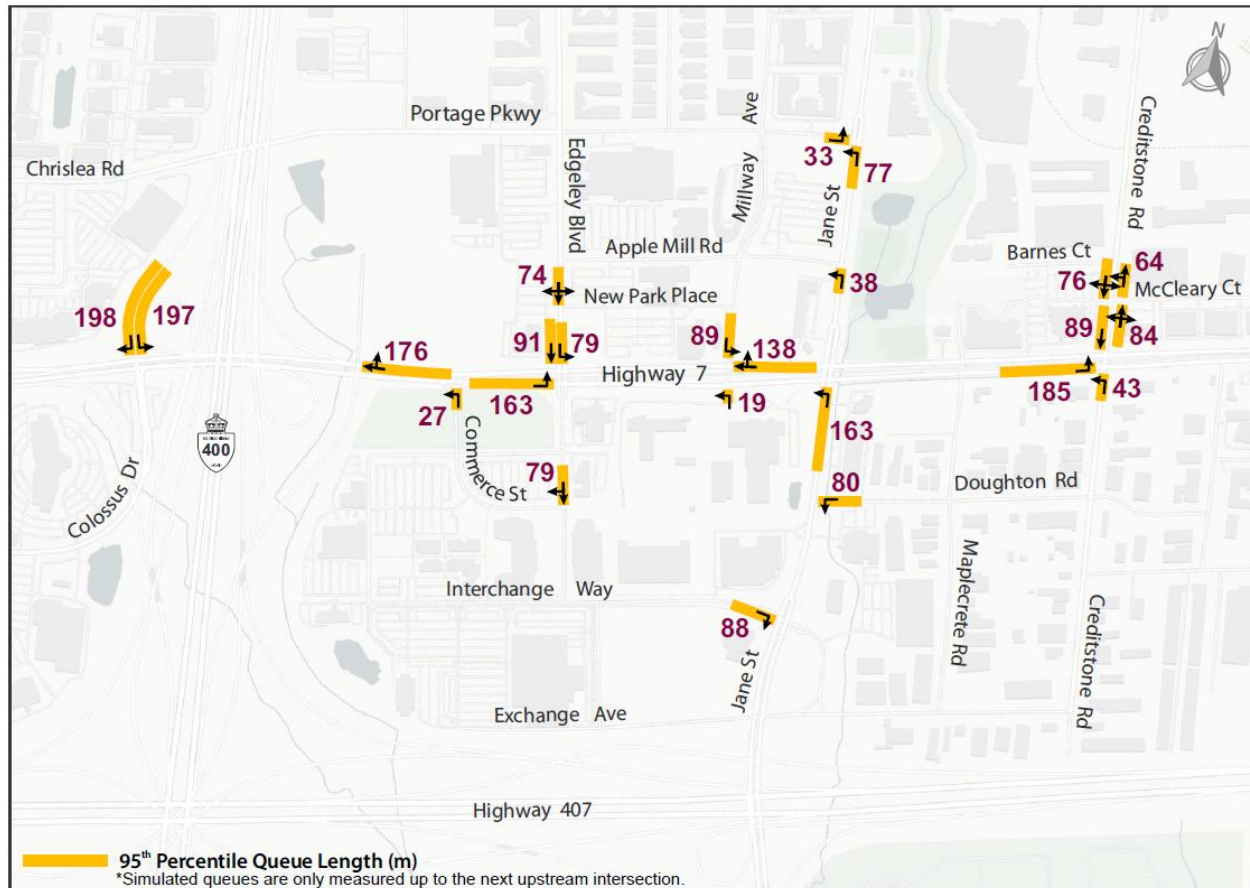 N
Portage Pkwy
Chrislea Rd
Edgeley Blvd
Millway Ave
Jane St
33
77
Creditstone Rd
Apple Mill Rd
Barnes Ct
64
74
New Park Place
38
76
McCleary Ct
198
197
91
79
89
138
89
84
176
Highway 7
163
27
19
185
43
400
Commerce St
163
Colossus Dr
79
80
Doughton Rd
Interchange Way
Maplecrete Rd
88
Jane St
Creditstone Rd
Exchange Ave
Highway 407
95th Percentile Queue Length (m)
*Simulated queues are only measured up to the next upstream intersection.